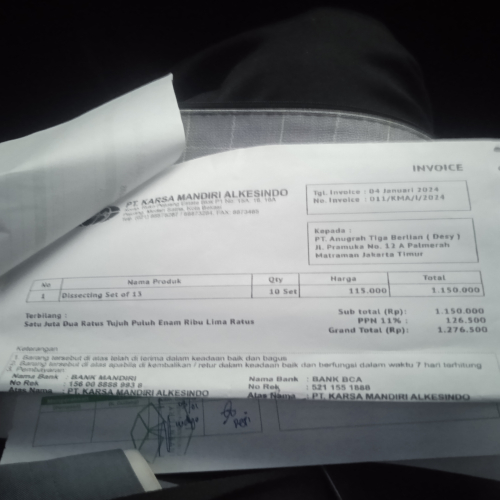 INVOICE
PT. KARSA MANDIRI ALKESINDO
Tgl. Invoice : 04 Januari 2024
No. Invoice : 011/KMA/I/2024
Kepada :
PT. Anugrah Tiga Berlian ( Desy )
Jl. Pramuka No. 12 A Palmerah
Matraman Jakarta Timur
No Nama Produk Qty Harga Total
1 Dissecting Set of 13 10 Set 115.000 1.150.000
Sub total (Rp): 1.150.000
Terbilang : PPN 11% : 126.500
Satu Juta Dua Ratus Tujuh Puluh Enam Ribu Lima Ratus Grand Total (Rp): 1.276.500
Keterangan
1. Barang tersebut di atas telah di terima dalam keadaan baik dan bagus
2. Barang tersebut di atas apabila di kembalikan / retur dalam keadaan baik dan berfungsi dalam waktu 7 hari terhitung
3. Pembayaran
Nama Bank : BANK MANDIRI Nama Bank : BANK BCA
No Rek : 156 00 8888 993 8 No Rek : 521 155 1888
Atas Nama : PT. KARSA MANDIRI ALKESINDO Atas Nama : PT. KARSA MANDIRI ALKESINDO